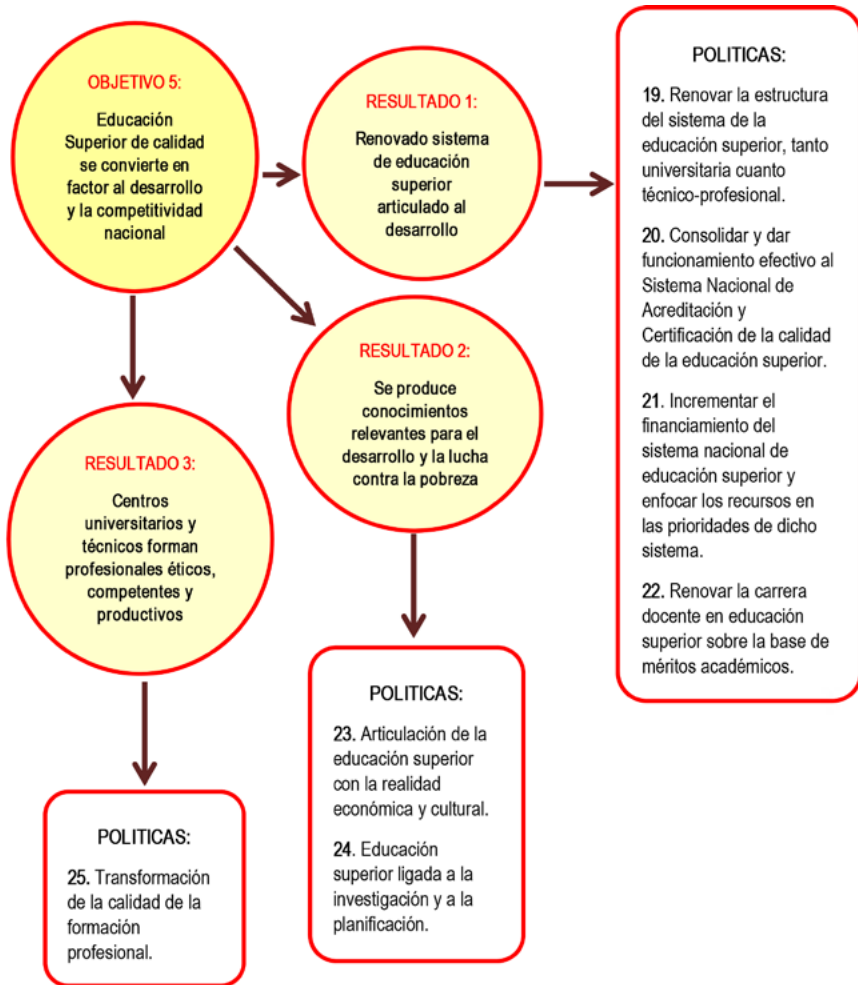 OBJETIVO 5:
Educación
Superior de calidad
se convierte en
factor al desarrollo
y la competitividad
nacional
RESULTADO 1:
Renovado sistema
de educación
superior
articulado al
desarrollo
POLITICAS:
19. Renovar la estructura
del sistema de la
educación superior, tanto
universitaria cuanto
técnico-profesional.
20. Consolidar y dar
funcionamiento efectivo al
Sistema Nacional de
Acreditación y
Certificación de la calidad
de la educación superior.
21. Incrementar el
financiamiento del
sistema nacional de
educación superior y
enfocar los recursos en
las prioridades de dicho
sistema.
22. Renovar la carrera
docente en educación
superior sobre la base de
méritos académicos.
RESULTADO 2:
Se produce
conocimientos
relevantes para el
desarrollo y la lucha
contra la pobreza
POLITICAS:
23. Articulación de la
educación superior
con la realidad
económica y cultural.
24. Educación
superior ligada a la
investigación y a la
planificación.
RESULTADO 3:
Centros
universitarios y
técnicos forman
profesionales éticos,
competentes y
productivos
POLITICAS:
25. Transformación
de la calidad de la
formación
profesional.